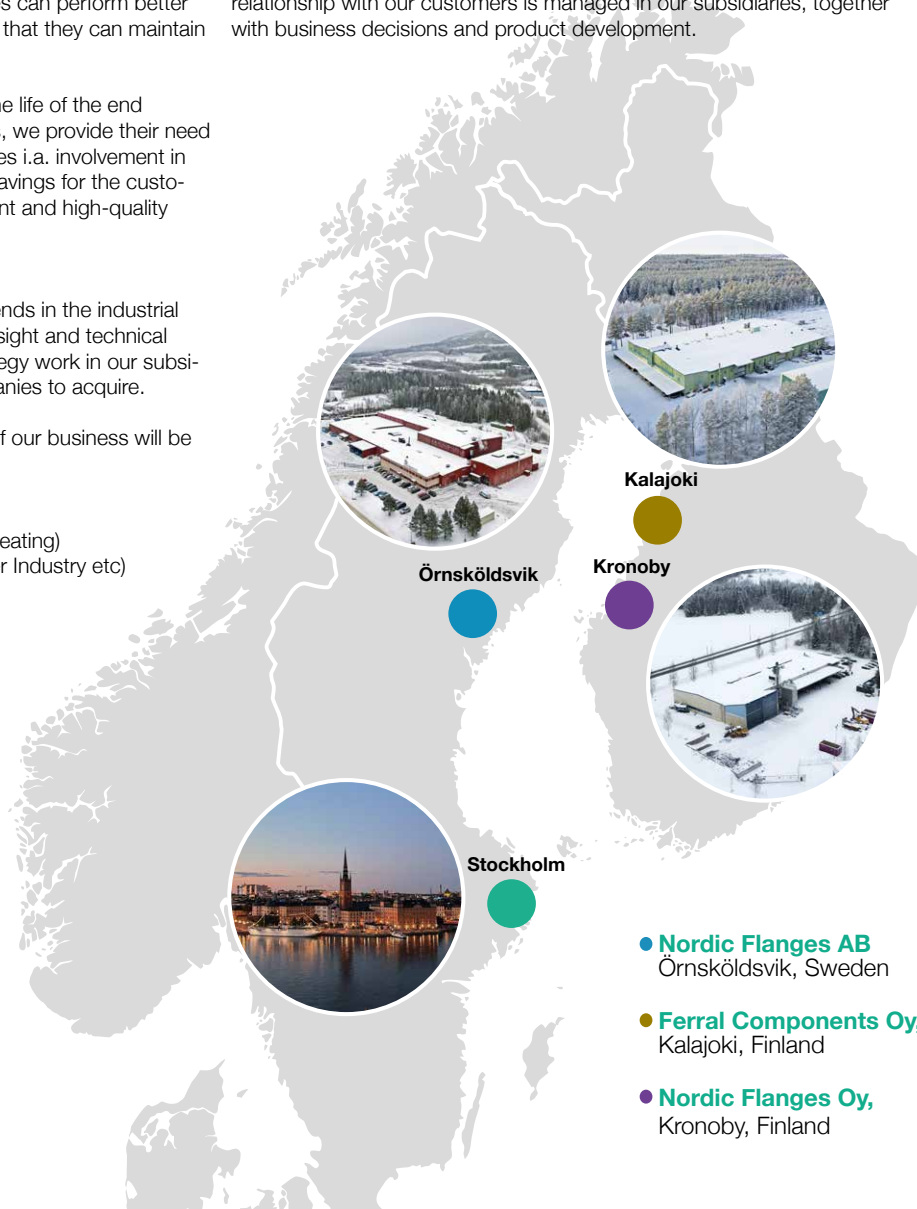 es can perform better
that they can maintain
ne life of the end
s, we provide their need
es i.a. involvement in
avings for the custo-
nt and high-quality
ends in the industrial
sight and technical
egy work in our subsi-
anies to acquire.
f our business will be
eating)
r Industry etc)
relationship with our customers is managed in our subsidiaries, together
with business decisions and product development.
Kalajoki
Örnsköldsvik
Kronoby
Stockholm
Nordic Flanges AB
Örnsköldsvik, Sweden
Ferral Components Oy,
Kalajoki, Finland
Nordic Flanges Oy,
Kronoby, Finland